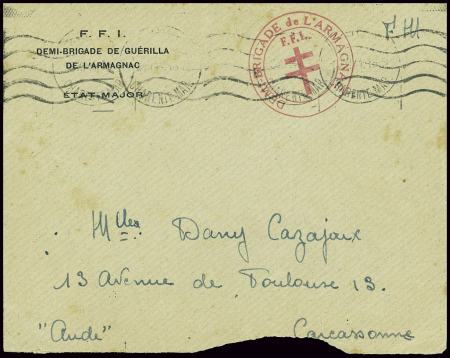 F. F. I.
DEMI-BRIGADE DE GUÉRILLA
DE L'ARMAGNAC
ÉTAT-MAJOR
DEMI-BRIGADE de L'ARMAGNAC
F.F.I.
F M
Mlles Dany Cazajaix
13 Avenue de Toulouse 13.
"Aude" Carcassonne